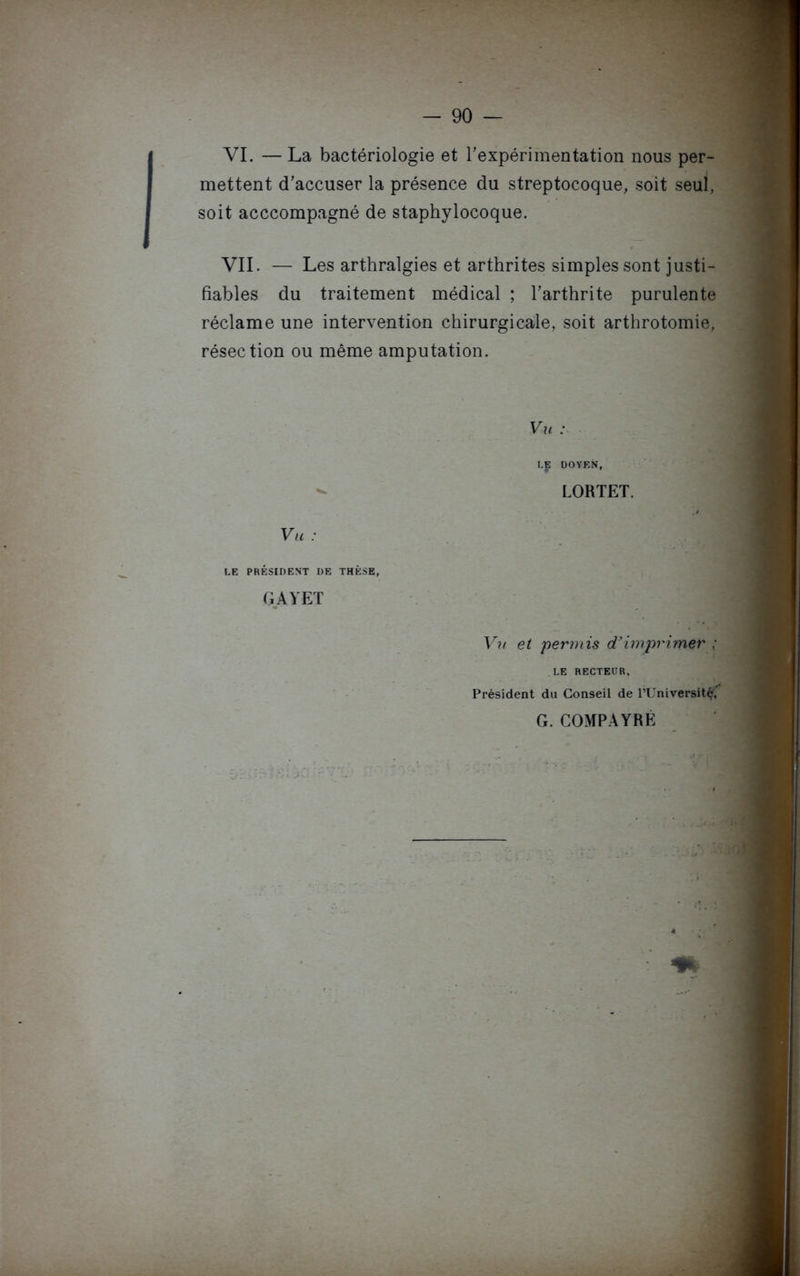 — 90 —
VI. — La bactériologie et l'expérimentation nous per-
mettent d'accuser la présence du streptocoque, soit seul,
soit acccompagné de staphylocoque.
VII. — Les arthralgies et arthrites simples sont justi-
fiables du traitement médical ; l'arthrite purulente
réclame une intervention chirurgicale, soit arthrotomie,
résection ou même amputation.
Vu :
LE DOYEN,
LORTET.
Vu :
LE PRÉSIDENT DE THÈSE,
GAYET
Vu et permis d'imprimer :
LE RECTEUR,
Président du Conseil de l'Université,
G. COMPAYRÉ